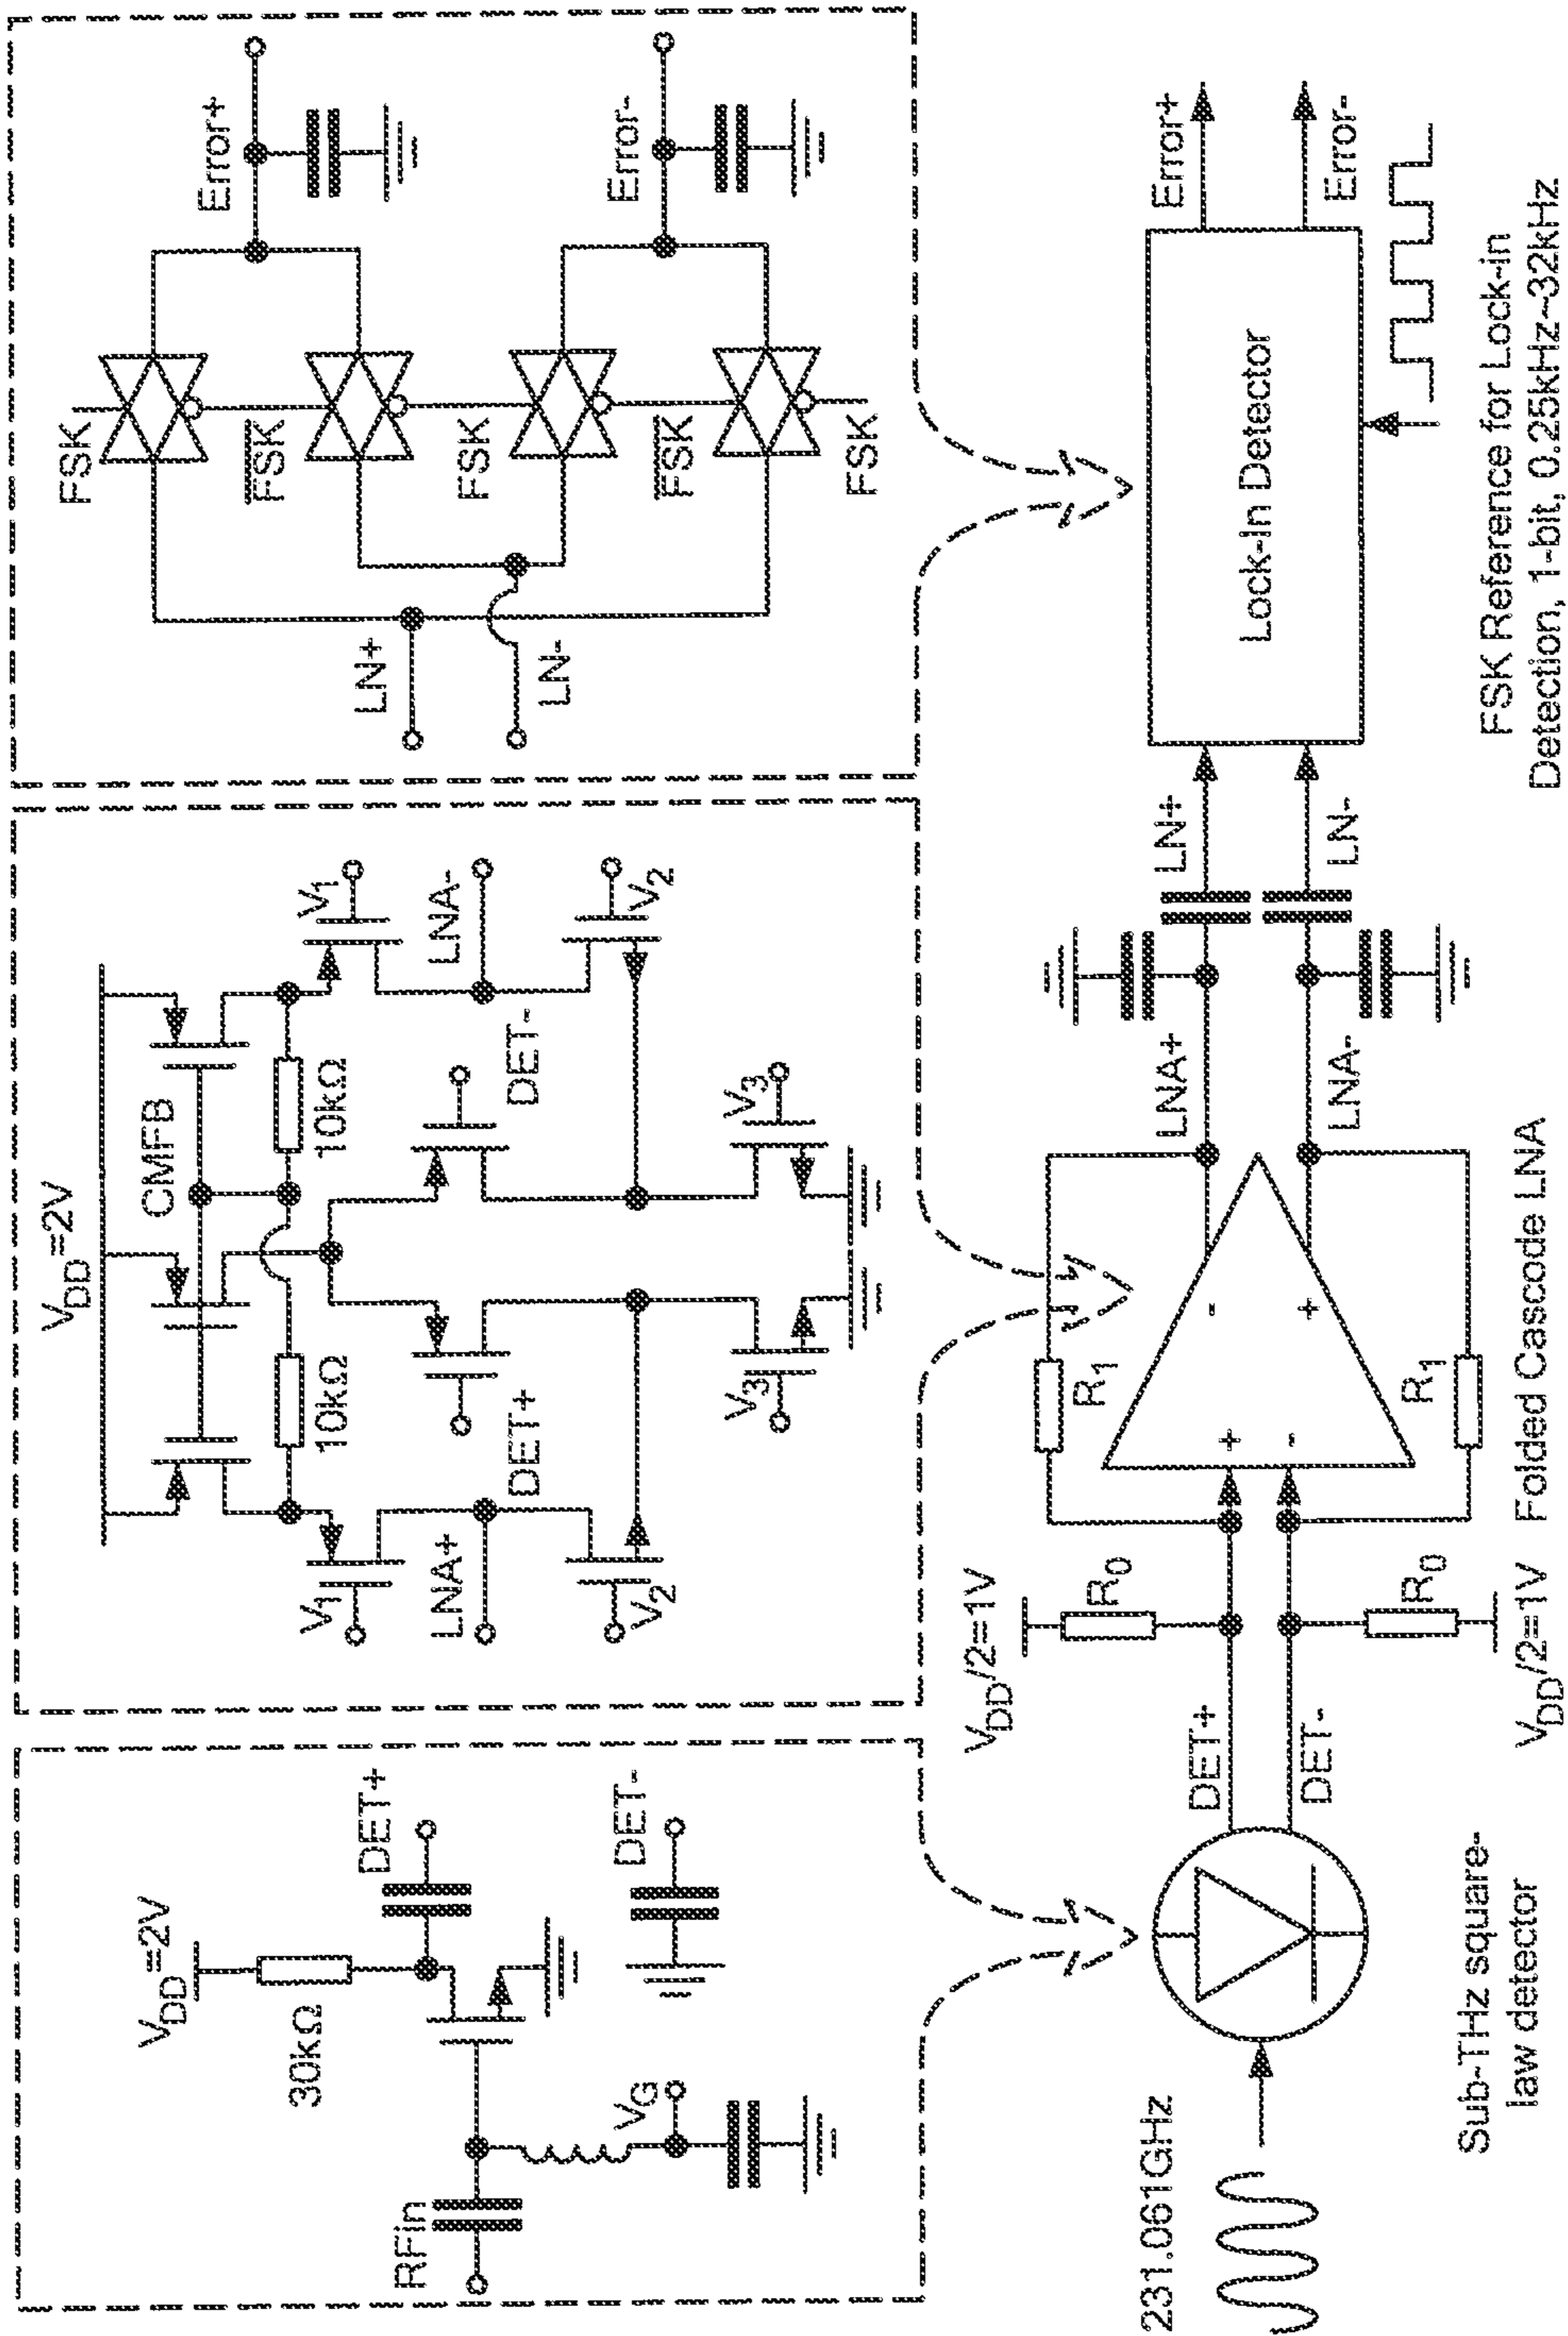 V_DD=2V
30kΩ
DET+
RFin
V_G
DET-
V_DD=2V
CMFB
10kΩ
10kΩ
V₁
V₁
LNA+
LNA-
DET+
DET-
V₂
V₂
V₃
V₃
FSK
Error+
F̅S̅K̅
LN+
FSK
LN-
Error-
F̅S̅K̅
FSK
231.061GHz
Sub-THz square-
law detector
DET+
DET-
V_DD/2=1V
R₀
R₀
V_DD/2=1V
R₁
+
-
-
+
R₁
Folded Cascode LNA
LNA+
LNA-
LN+
LN-
Lock-In Detector
Error+
Error-
FSK Reference for Lock-in
Detection, 1-bit, 0.25kHz~32kHz